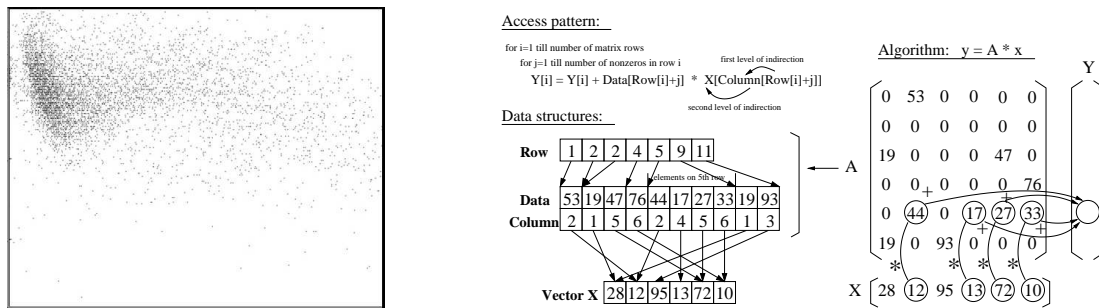 Access pattern:
for i=1 till number of matrix rows
for j=1 till number of nonzeros in row i
first level of indirection
Y[i] = Y[i] + Data[Row[i]+j] * X[Column[Row[i]+j]]
second level of indirection
Data structures:
Row 1 2 2 4 5 9 11
elements on 5th row
Data 53 19 47 76 44 17 27 33 19 93
Column 2 1 5 6 2 4 5 6 1 3
Vector X 28 12 95 13 72 10
Algorithm: y = A * x
Y
A
0 53 0 0 0 0
0 0 0 0 0 0
19 0 0 0 47 0
0 0 0 0 0 76
+ +
0 44 0 17 27 33
+ +
19 0 93 0 0 0
* * * *
X 28 12 95 13 72 10